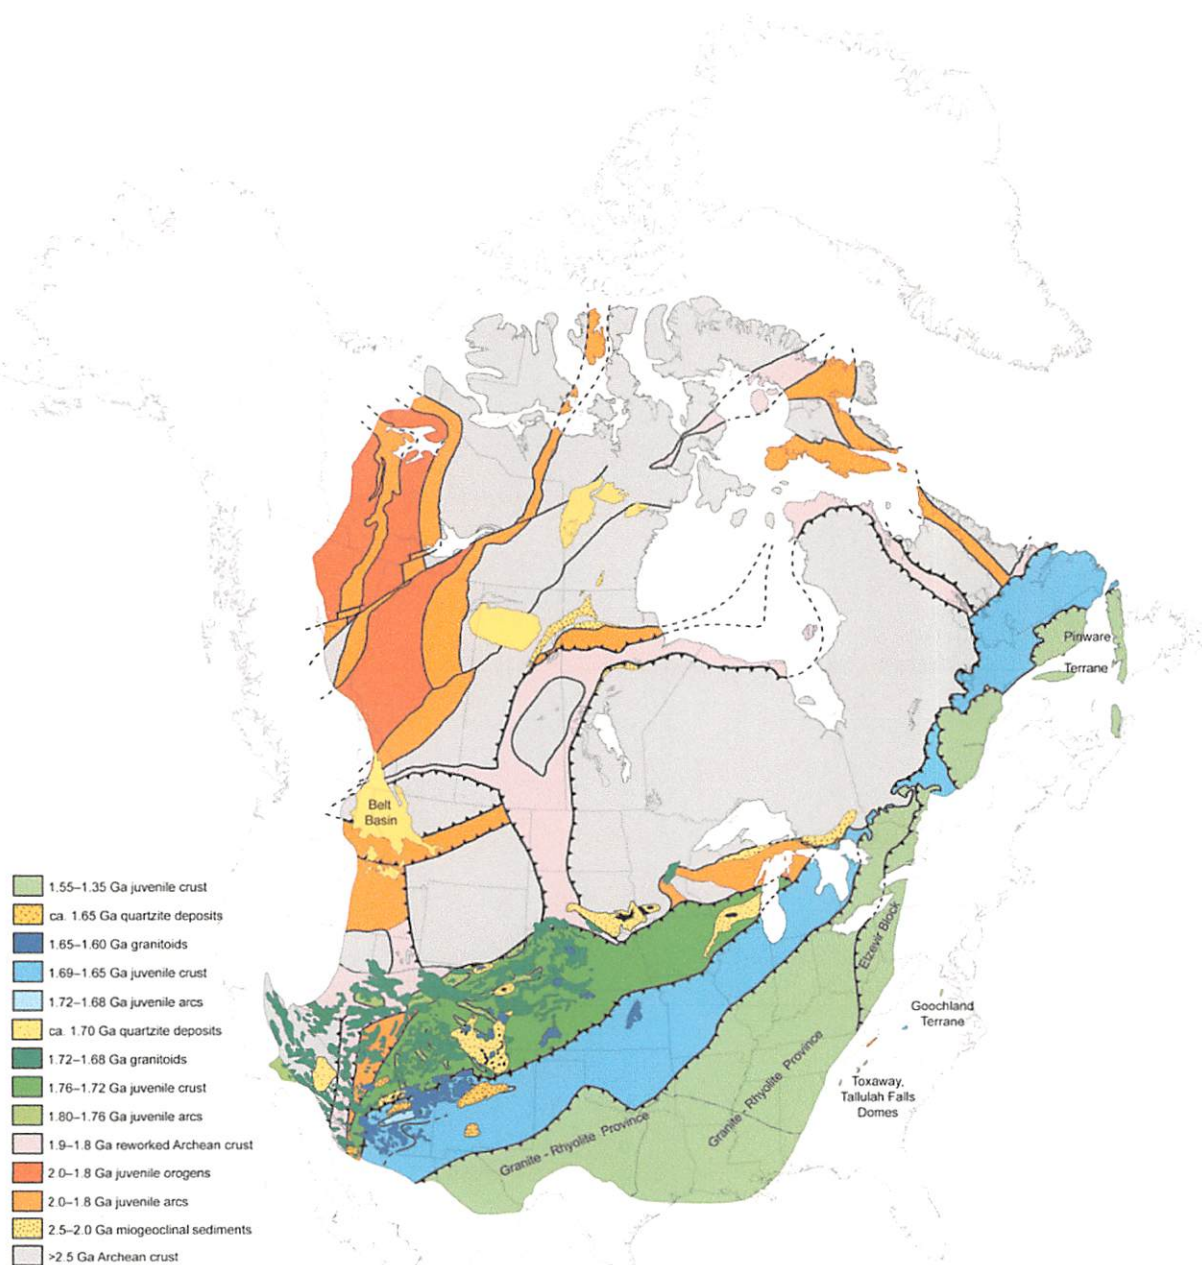 Piriware
Terrane
Belt
Basin
1.55–1.35 Ga juvenile crust
ca. 1.65 Ga quartzite deposits
1.65–1.60 Ga granitoids
1.69–1.65 Ga juvenile crust
1.72–1.68 Ga juvenile arcs
ca. 1.70 Ga quartzite deposits
1.72–1.68 Ga granitoids
1.76–1.72 Ga juvenile crust
1.80–1.76 Ga juvenile arcs
1.9–1.8 Ga reworked Archean crust
2.0–1.8 Ga juvenile orogens
2.0–1.8 Ga juvenile arcs
2.5–2.0 Ga miogeoclinal sediments
>2.5 Ga Archean crust
Elzevir Block
Goochland
Terrane
Toxaway,
Tallulah Falls
Domes
Granite - Rhyolite Province
Granite - Rhyolite Province